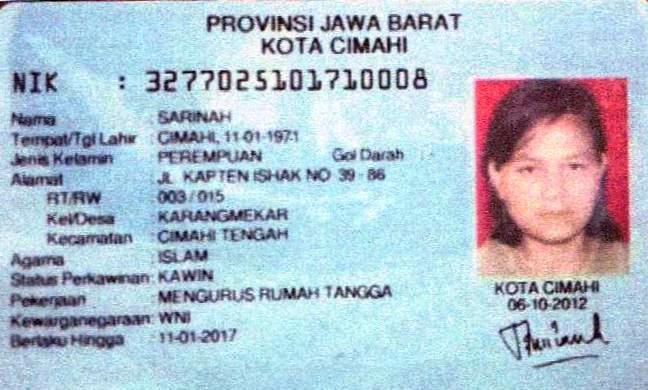 PROVINSI JAWA BARAT
KOTA CIMAHI
NIK : 3277025101710008
Nama : SARINAH
Tempat/Tgl Lahir : CIMAHI, 11-01-1971
Jenis Kelamin : PEREMPUAN Gol Darah :
Alamat : JL. KAPTEN ISHAK NO 39 - 86
RT/RW : 003 / 015
Kel/Desa : KARANGMEKAR
Kecamatan : CIMAHI TENGAH
Agama : ISLAM
Status Perkawinan: KAWIN
Pekerjaan : MENGURUS RUMAH TANGGA
Kewarganegaraan: WNI
Berlaku Hingga : 11-01-2017
KOTA CIMAHI
06-10-2012